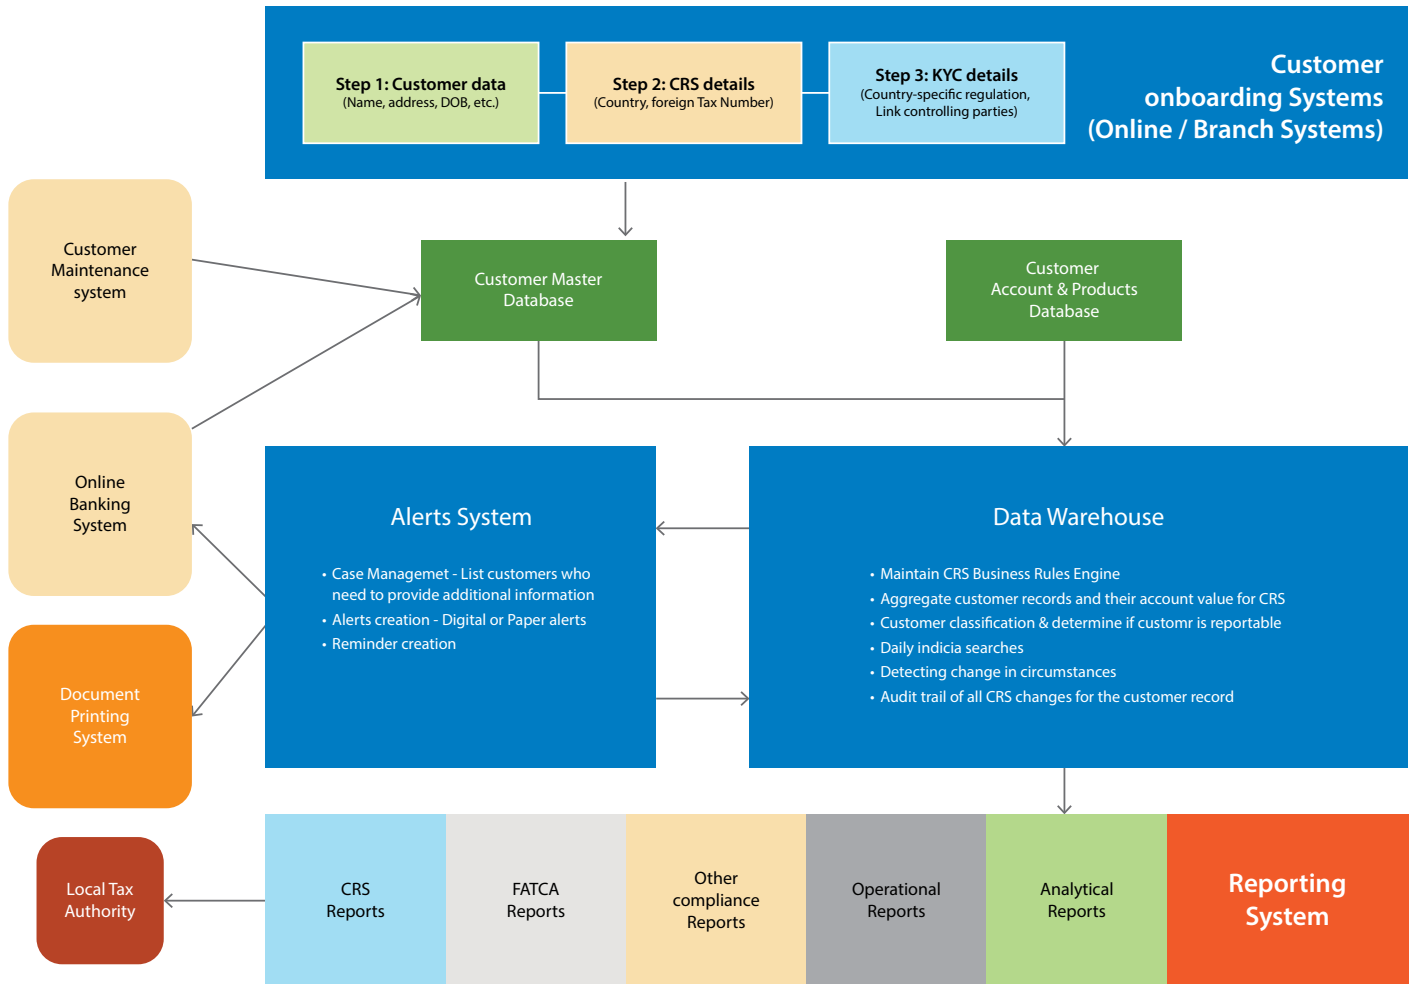 Step 1: Customer data
(Name, address, DOB, etc.)
Step 2: CRS details
(Country, foreign Tax Number)
Step 3: KYC details
(Country-specific regulation,
Link controlling parties)
Customer
onboarding Systems
(Online / Branch Systems)
Customer
Maintenance
system
Customer Master
Database
Customer
Account & Products
Database
Online
Banking
System
Alerts System
• Case Managemet - List customers who
need to provide additional information
• Alerts creation - Digital or Paper alerts
• Reminder creation
Data Warehouse
• Maintain CRS Business Rules Engine
• Aggregate customer records and their account value for CRS
• Customer classification & determine if customr is reportable
• Daily indicia searches
• Detecting change in circumstances
• Audit trail of all CRS changes for the customer record
Document
Printing
System
Local Tax
Authority
CRS
Reports
FATCA
Reports
Other
compliance
Reports
Operational
Reports
Analytical
Reports
Reporting
System